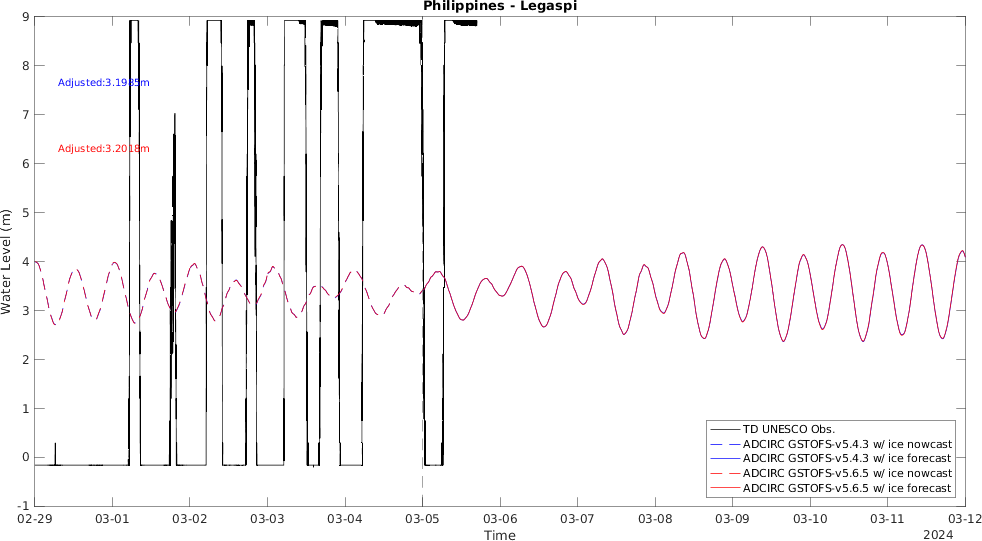 Philippines - Legaspi
9
8
7
6
5
4
3
2
1
0
-1
Water Level (m)
Adjusted:3.1985m
Adjusted:3.2018m
TD UNESCO Obs.
ADCIRC GSTOFS-v5.4.3 w/ ice nowcast
ADCIRC GSTOFS-v5.4.3 w/ ice forecast
ADCIRC GSTOFS-v5.6.5 w/ ice nowcast
ADCIRC GSTOFS-v5.6.5 w/ ice forecast
02-29 03-01 03-02 03-03 03-04 03-05 03-06 03-07 03-08 03-09 03-10 03-11 03-12
Time
2024